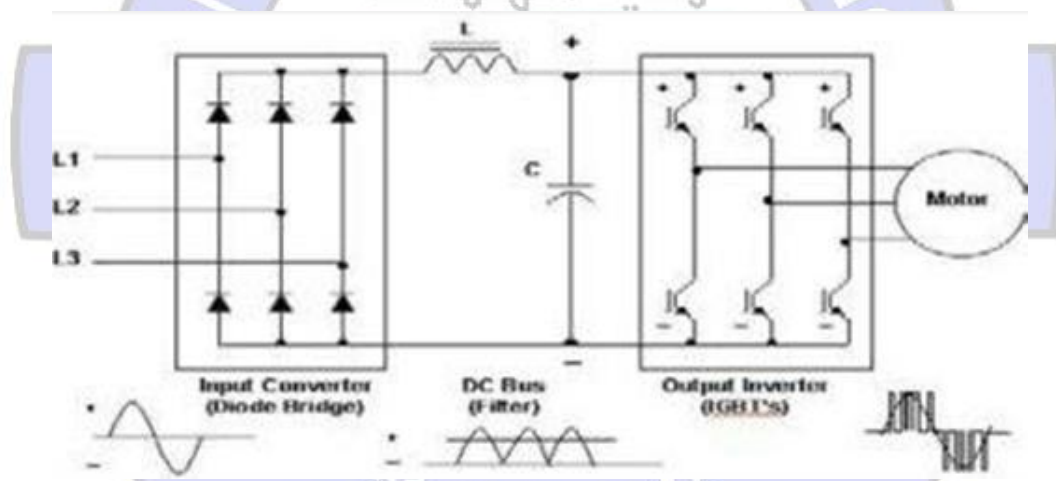 L
+
L1
L2
L3
C
+
+
+
Motor
−
−
−
−
Input Converter
(Diode Bridge)
DC Bus
(Filter)
Output Inverter
(IGBT's)
−
−